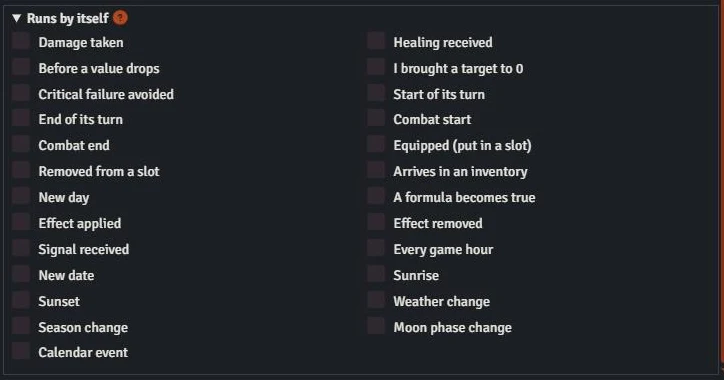 ▼ Runs by itself ?
Damage taken
Healing received
Before a value drops
I brought a target to 0
Critical failure avoided
Start of its turn
End of its turn
Combat start
Combat end
Equipped (put in a slot)
Removed from a slot
Arrives in an inventory
New day
A formula becomes true
Effect applied
Effect removed
Signal received
Every game hour
New date
Sunrise
Sunset
Weather change
Season change
Moon phase change
Calendar event